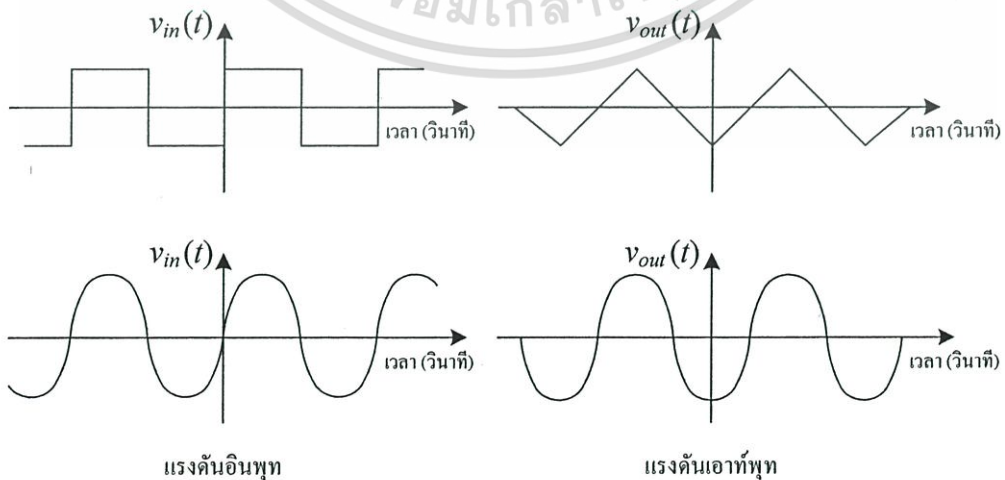 v_in(t) v_out(t)
เวลา (วินาที) เวลา (วินาที)
v_in(t) v_out(t)
เวลา (วินาที) เวลา (วินาที)
แรงดันอินพุท แรงดันเอาท์พุท